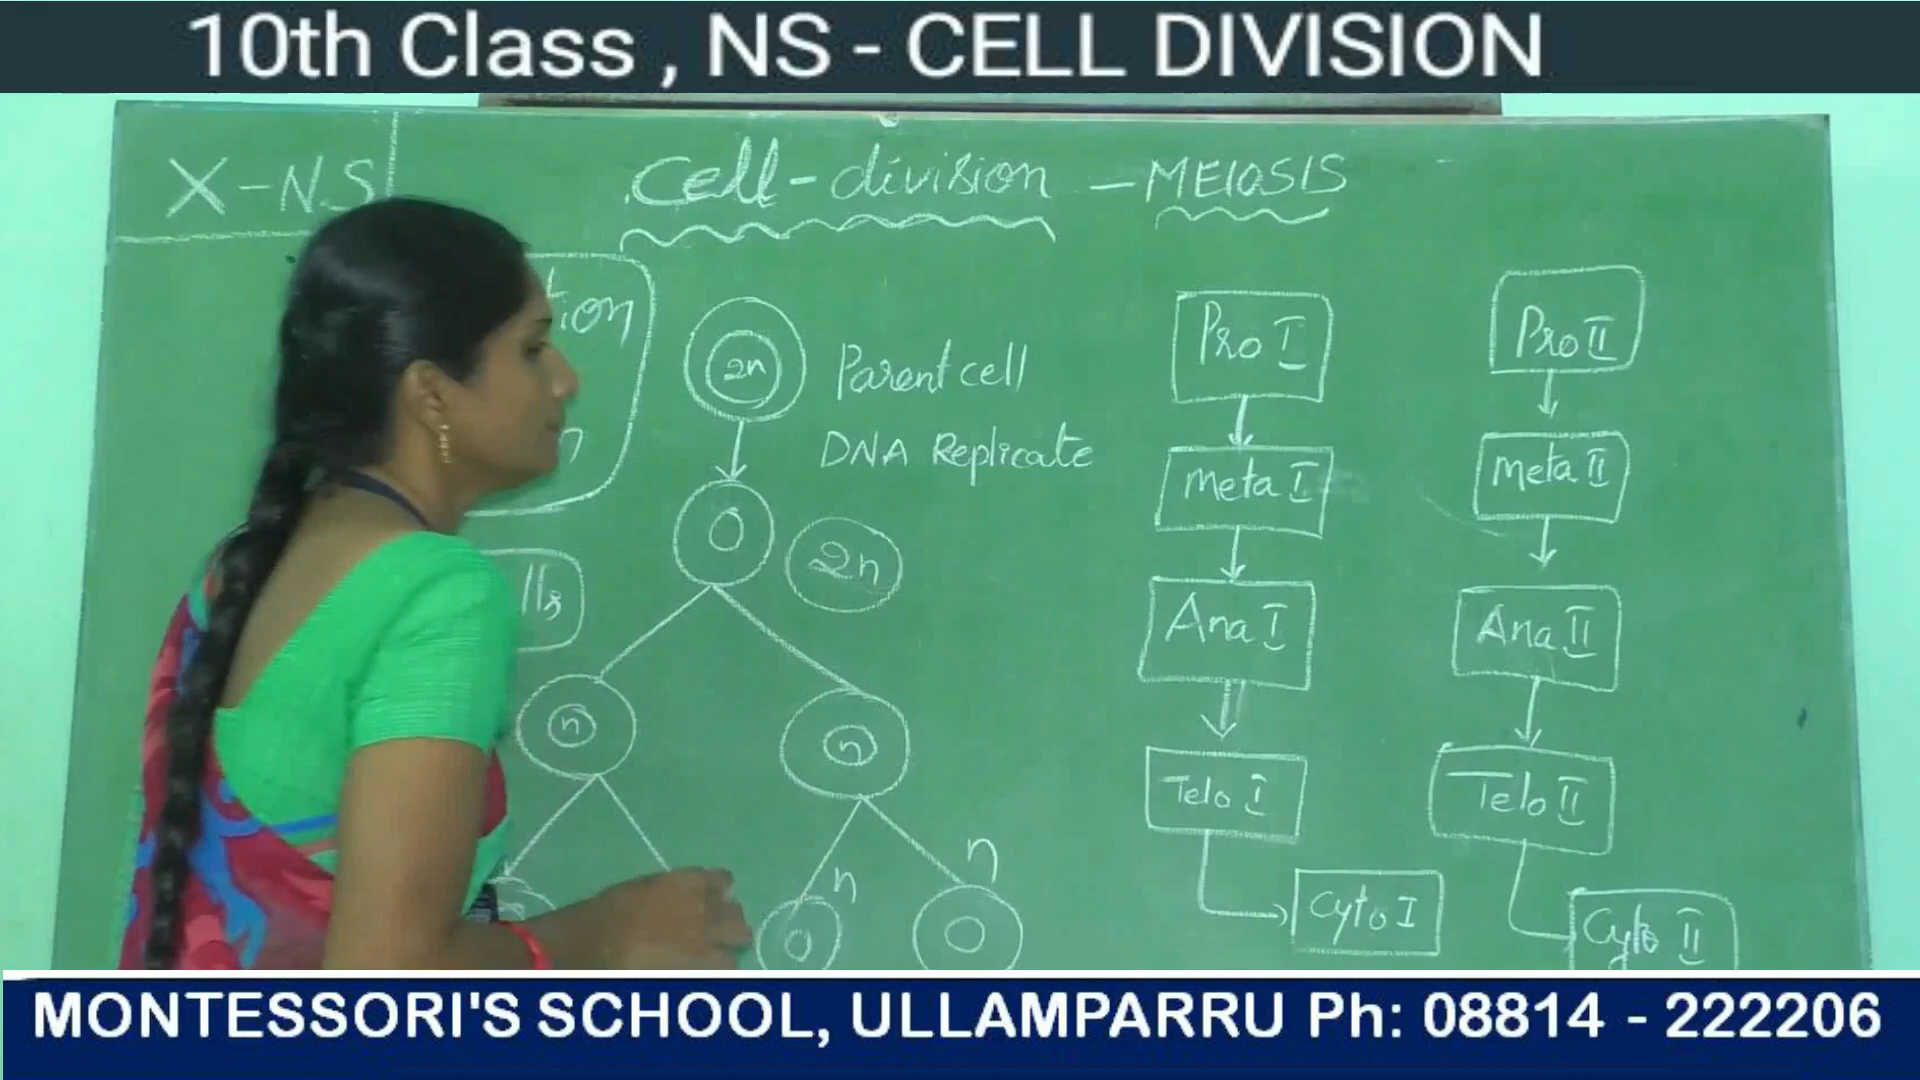 10th Class , NS - CELL DIVISION
X - N.S
Cell - division - MEIOSIS
2n
Parent cell
DNA Replicate
2n
n
n
n
n
Pro I
Meta I
Ana I
Telo I
Cyto I
Pro II
Meta II
Ana II
Telo II
Cyto II
MONTESSORI'S SCHOOL, ULLAMPARRU Ph: 08814 - 222206